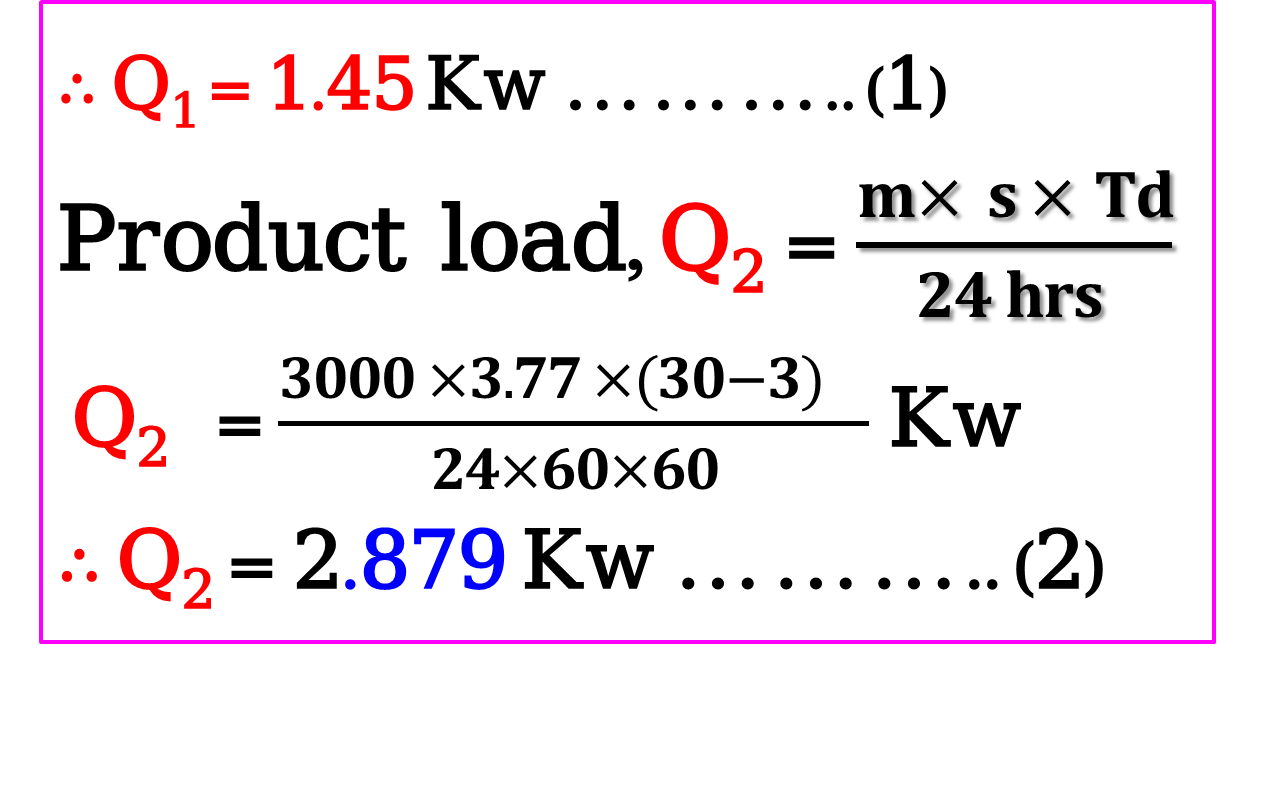 ∴ Q₁ = 1.45 Kw ……….. (1)
Product load, Q₂ = m× s × Td / 24 hrs
Q₂ = 3000 ×3.77 ×(30−3) / 24×60×60 Kw
∴ Q₂ = 2.879 Kw ……….. (2)